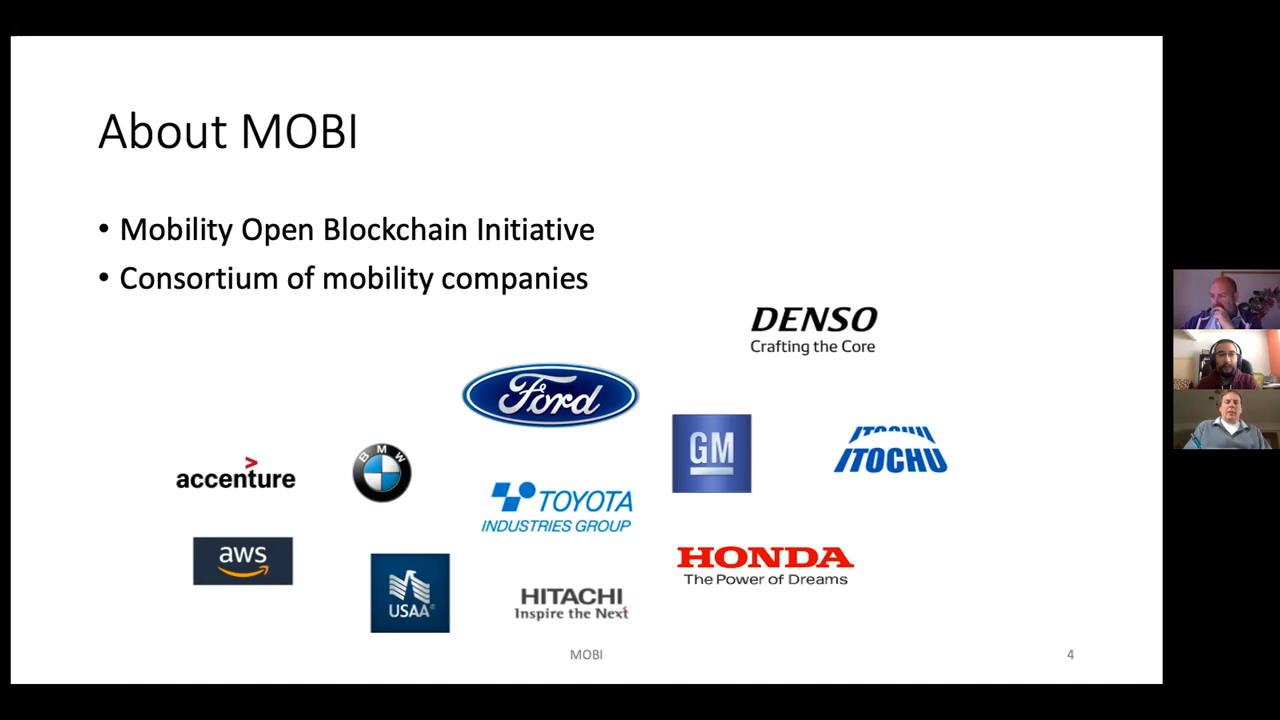 About MOBI
• Mobility Open Blockchain Initiative
• Consortium of mobility companies
DENSO
Crafting the Core
Ford
GM
ITOCHU
ITOCHU
accenture
BMW
TOYOTA
INDUSTRIES GROUP
aws
USAA®
HITACHI
Inspire the Next
HONDA
The Power of Dreams
MOBI
4